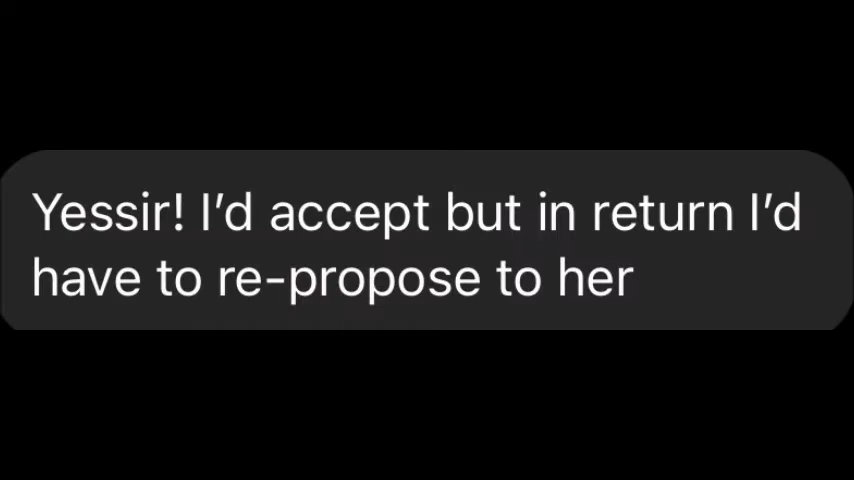 Yessir! I’d accept but in return I’d
have to re-propose to her